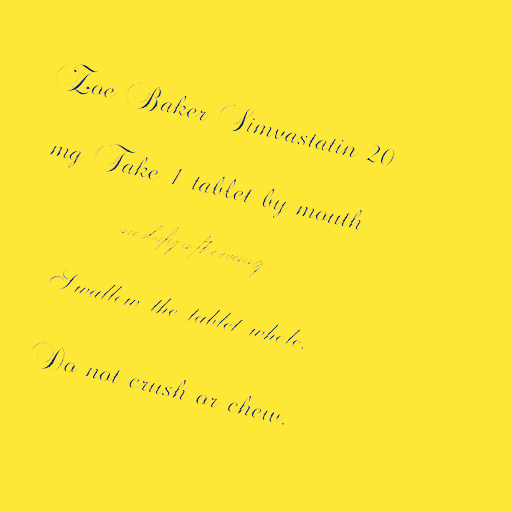 Zoe Baker Simvastatin 20
mg Take 1 tablet by mouth
Swallow the tablet whole.
Do not crush or chew.